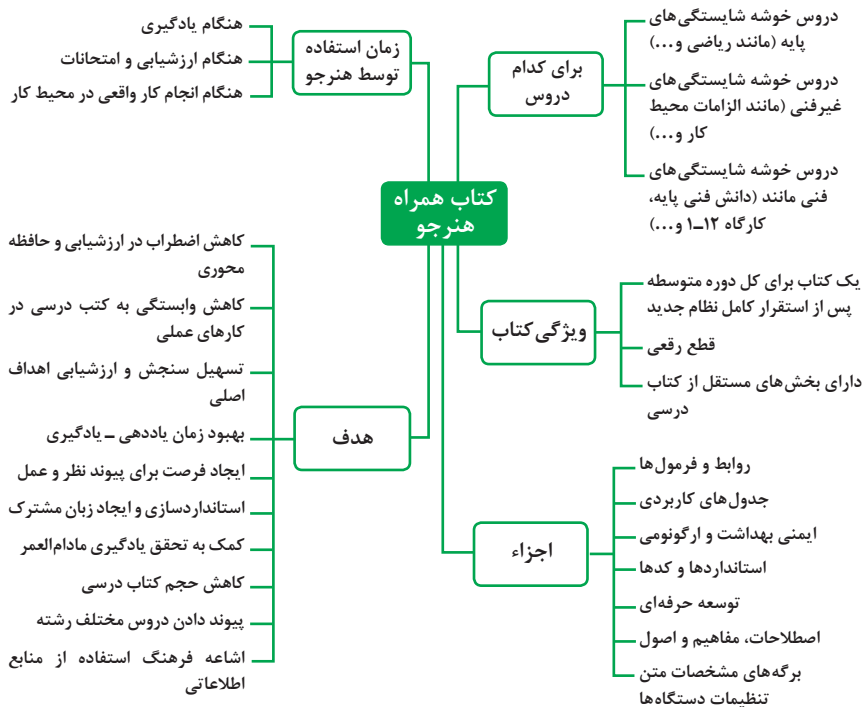 کتاب همراه
هنرجو
برای کدام
دروس
دروس خوشه شایستگی‌های
پایه (مانند ریاضی و...)
دروس خوشه شایستگی‌های
غیرفنی (مانند الزامات محیط
کار و...)
دروس خوشه شایستگی‌های
فنی مانند (دانش فنی پایه،
کارگاه ۱۲ــ۱ و...)
ویژگی کتاب
یک کتاب برای کل دوره متوسطه
پس از استقرار کامل نظام جدید
قطع رقعی
دارای بخش‌های مستقل از کتاب
درسی
اجزاء
روابط و فرمول‌ها
جدول‌های کاربردی
ایمنی بهداشت و ارگونومی
استانداردها و کدها
توسعه حرفه‌ای
اصطلاحات، مفاهیم و اصول
برگه‌های مشخصات متن
تنظیمات دستگاه‌ها
زمان استفاده
توسط هنرجو
هنگام یادگیری
هنگام ارزشیابی و امتحانات
هنگام انجام کار واقعی در محیط کار
هدف
کاهش اضطراب در ارزشیابی و حافظه
محوری
کاهش وابستگی به کتب درسی در
کارهای عملی
تسهیل سنجش و ارزشیابی اهداف
اصلی
بهبود زمان یاددهی ــ یادگیری
ایجاد فرصت برای پیوند نظر و عمل
استانداردسازی و ایجاد زبان مشترک
کمک به تحقق یادگیری مادام‌العمر
کاهش حجم کتاب درسی
پیوند دادن دروس مختلف رشته
اشاعه فرهنگ استفاده از منابع
اطلاعاتی